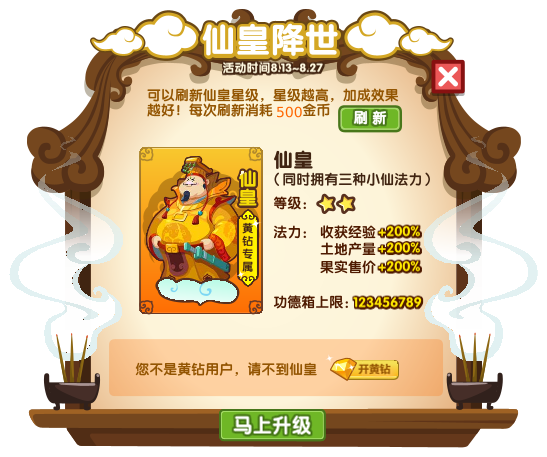 仙皇降世
活动时间8.13~8.27
可以刷新仙皇星级，星级越高，加成效果
越好！每次刷新消耗 500金币
刷 新
仙皇
黄钻专属
仙皇
（同时拥有三种小仙法力）
等级：
法力： 收获经验+200%
土地产量+200%
果实售价+200%
功德箱上限：123456789
您不是黄钻用户，请不到仙皇
开黄钻
马上升级